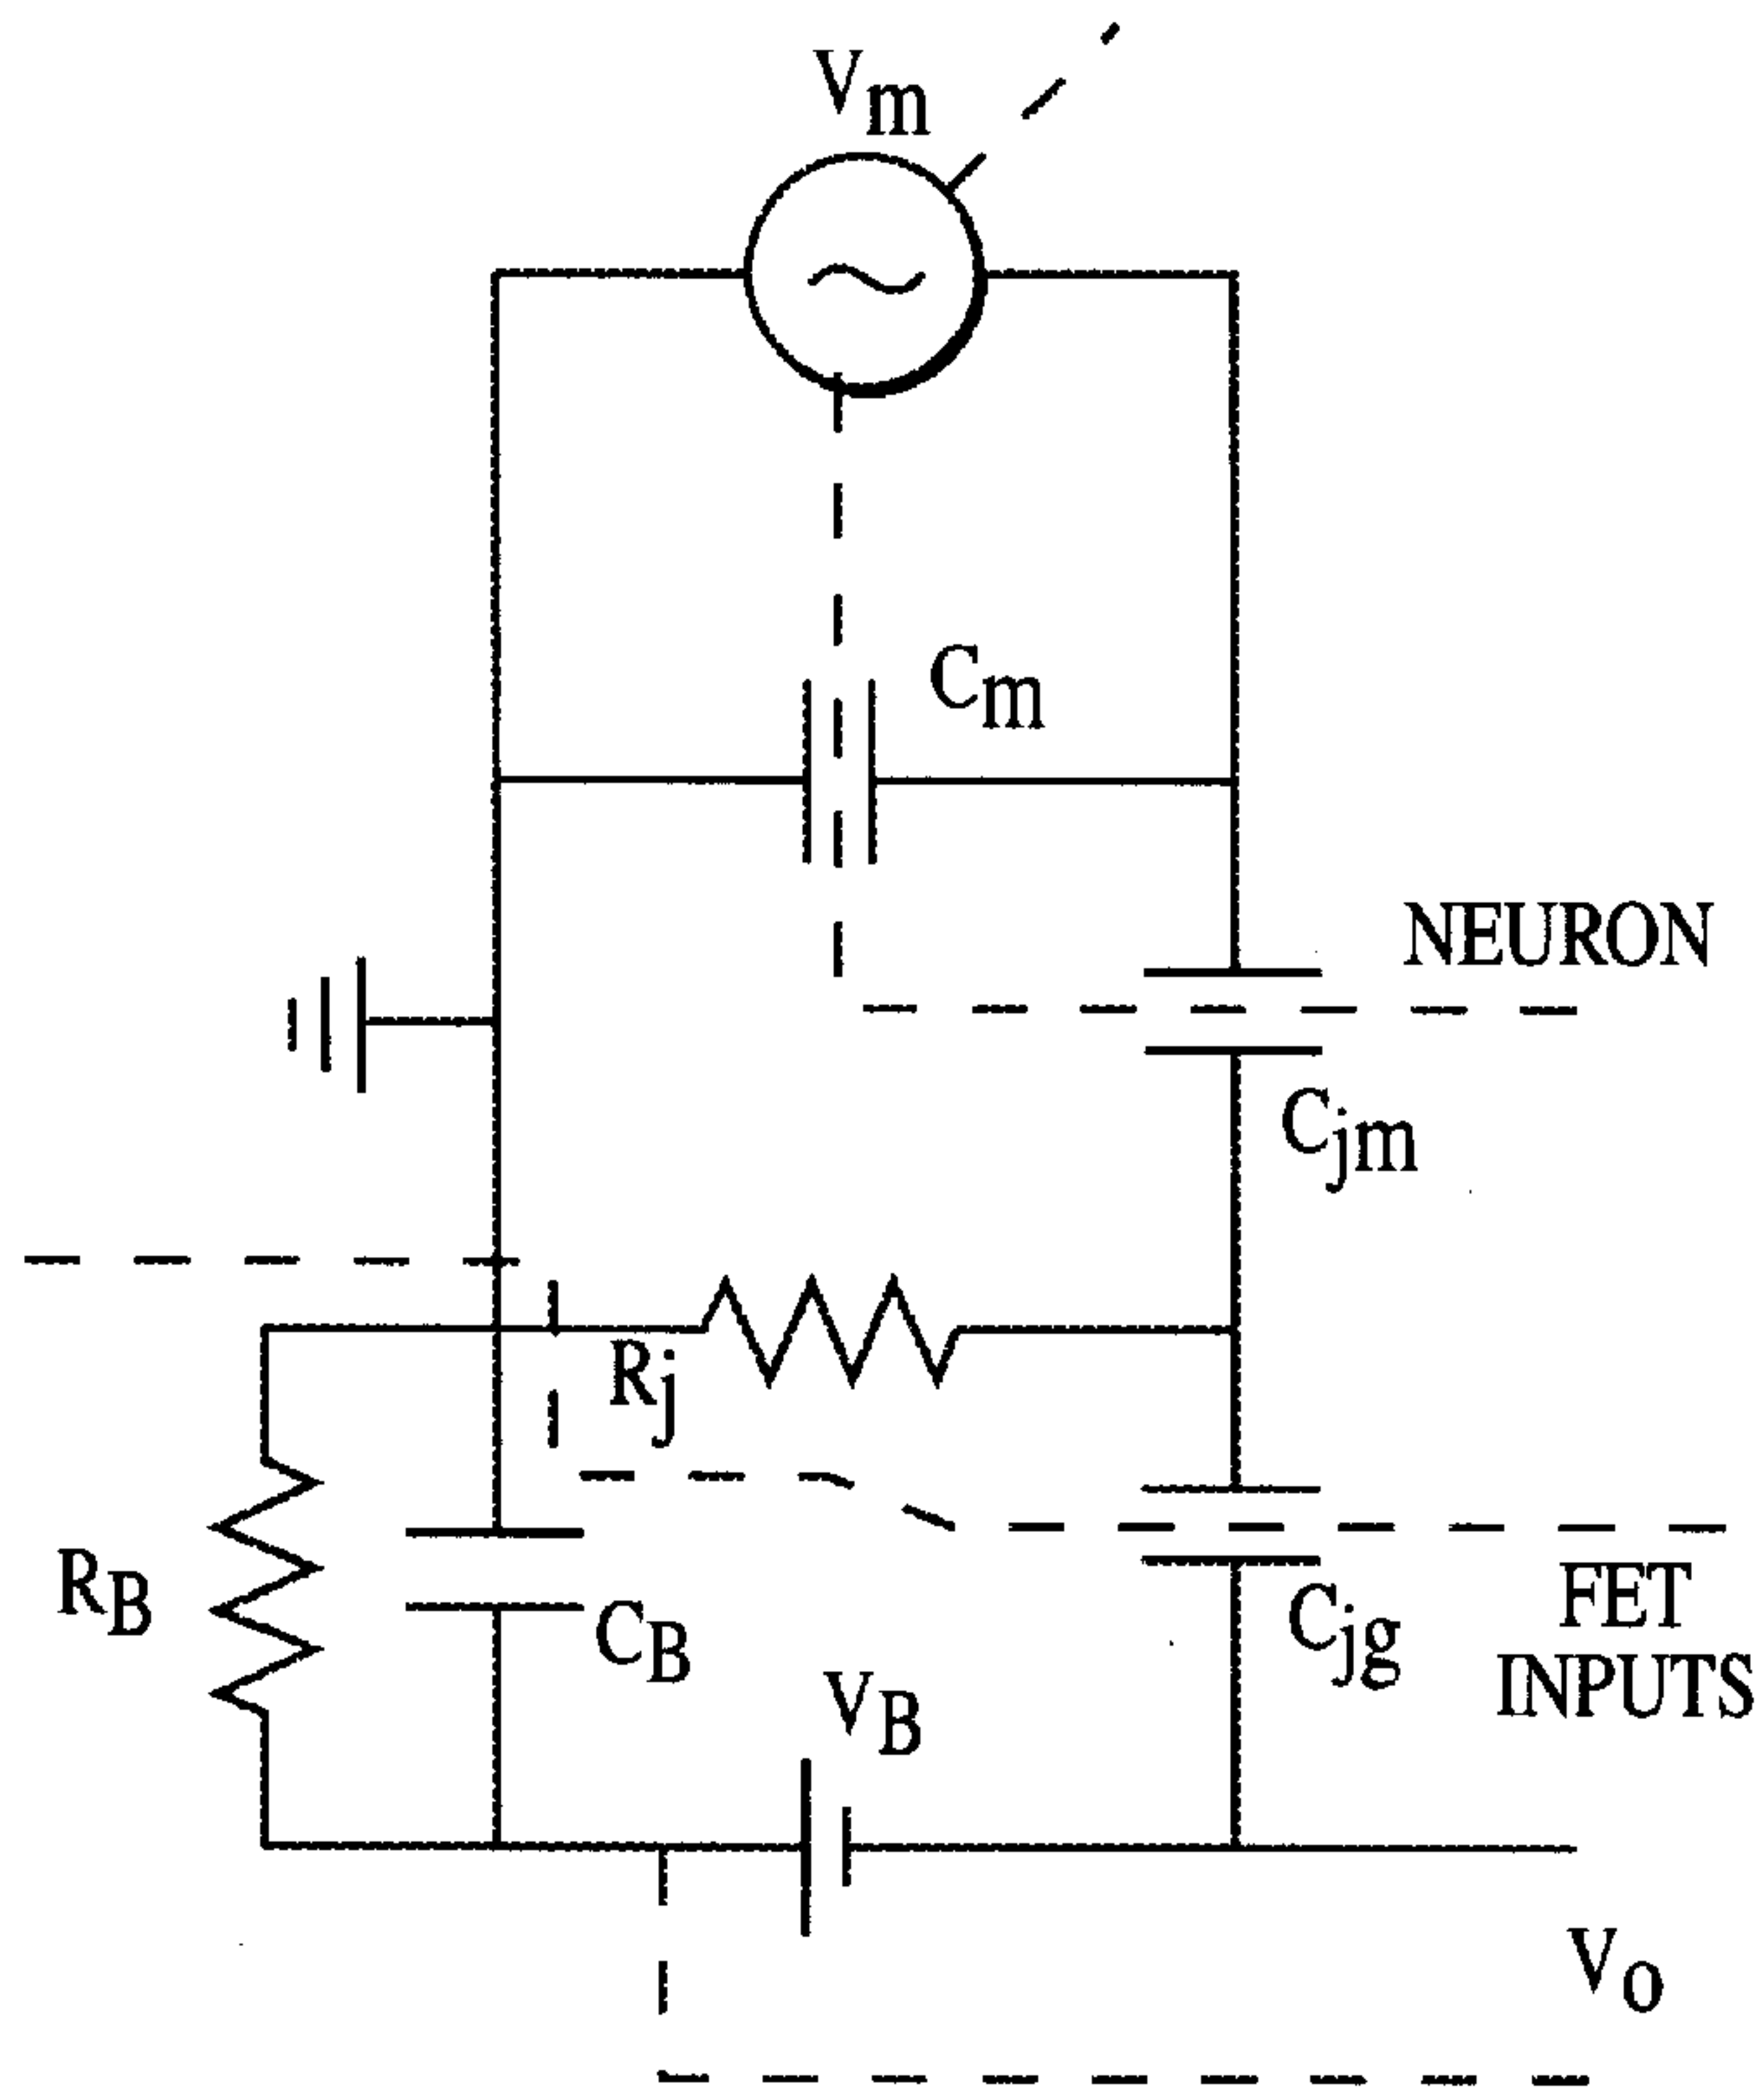 Vm
Cm
NEURON
Cjm
Rj
RB
CB
Cjg
FET
INPUTS
VB
Vo